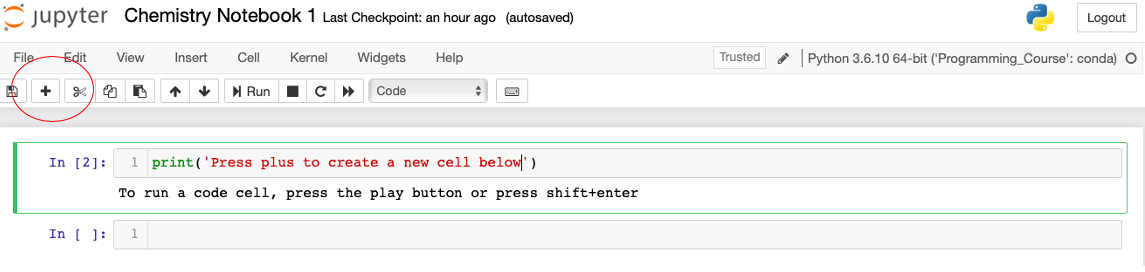 jupyter Chemistry Notebook 1 Last Checkpoint: an hour ago (autosaved) Logout
File Edit View Insert Cell Kernel Widgets Help Trusted Python 3.6.10 64-bit ('Programming_Course': conda)
Run Code
In [2]: 1 print('Press plus to create a new cell below')
To run a code cell, press the play button or press shift+enter
In [ ]: 1